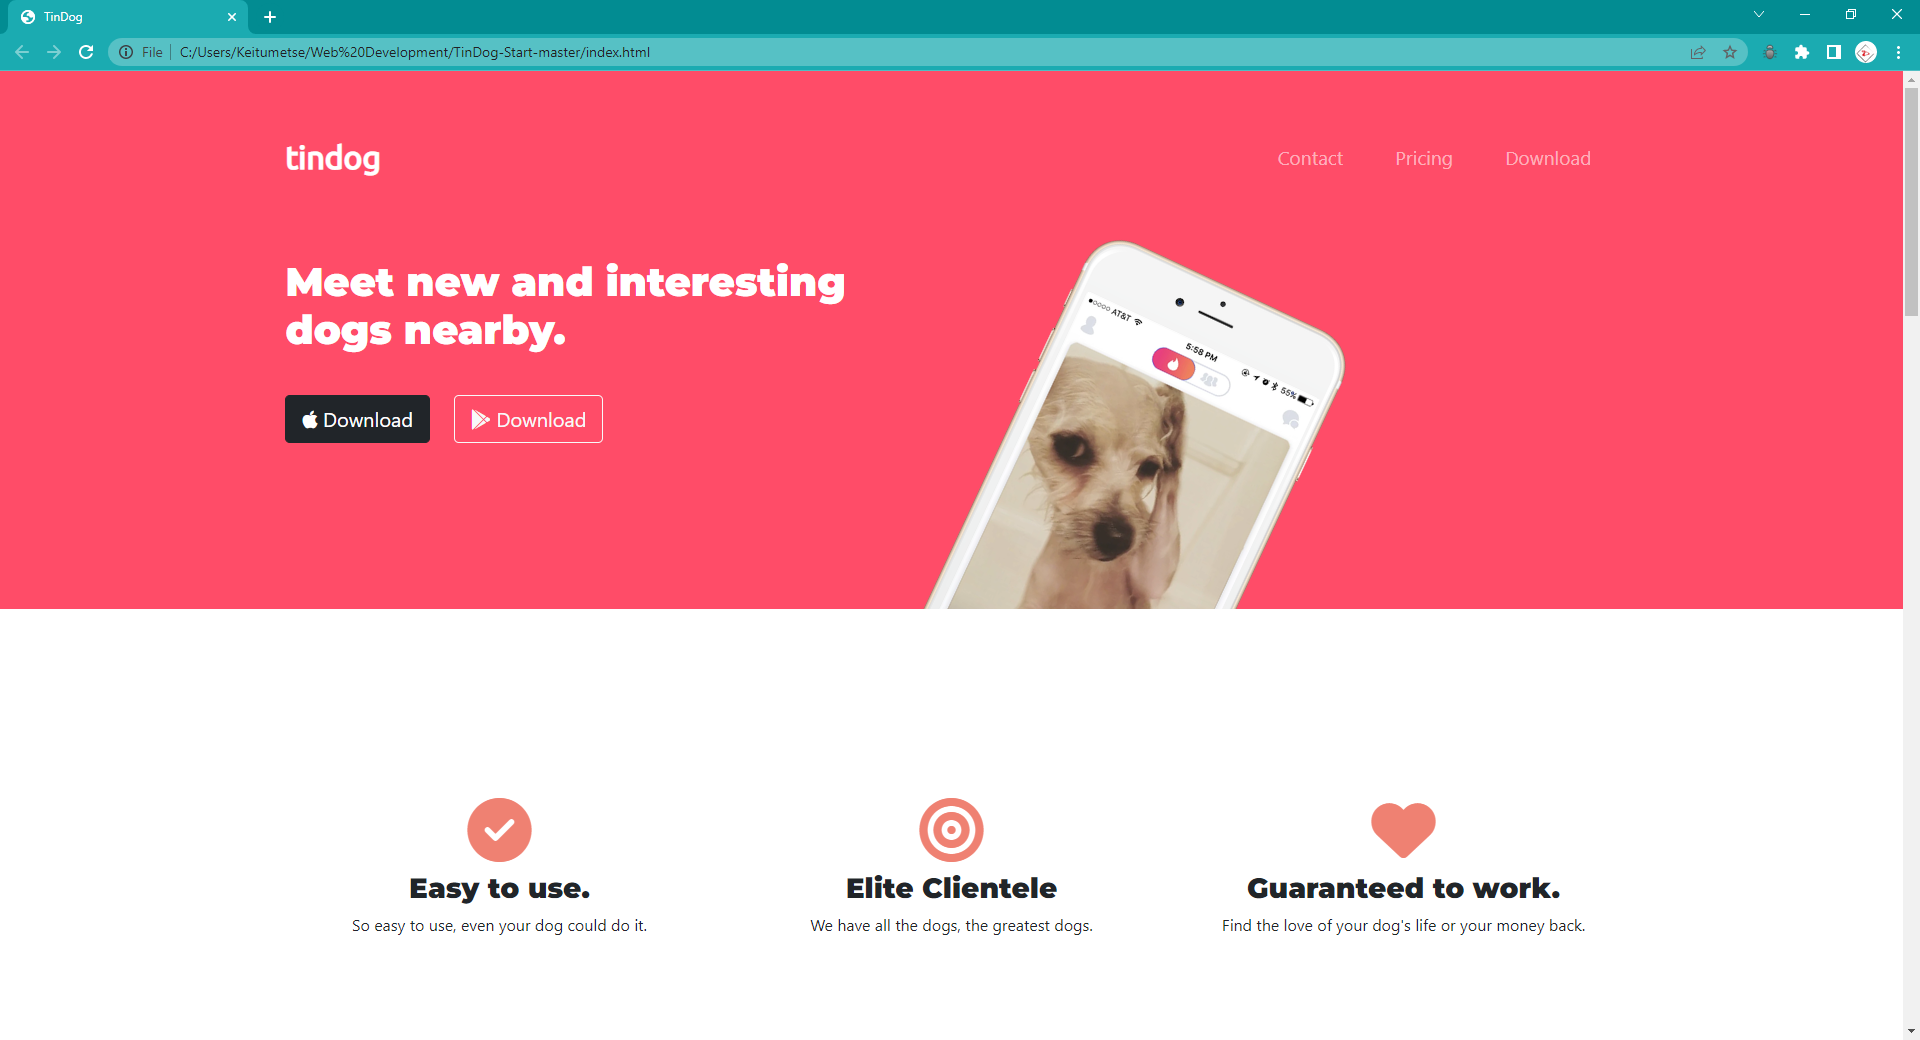 TinDog
File
C:/Users/Keitumetse/Web%20Development/TinDog-Start-master/index.html
tindog
Contact Pricing Download
Meet new and interesting
dogs nearby.
Download Download
AT&T
5:58 PM
55%
Easy to use. Elite Clientele Guaranteed to work.
So easy to use, even your dog could do it. We have all the dogs, the greatest dogs. Find the love of your dog's life or your money back.